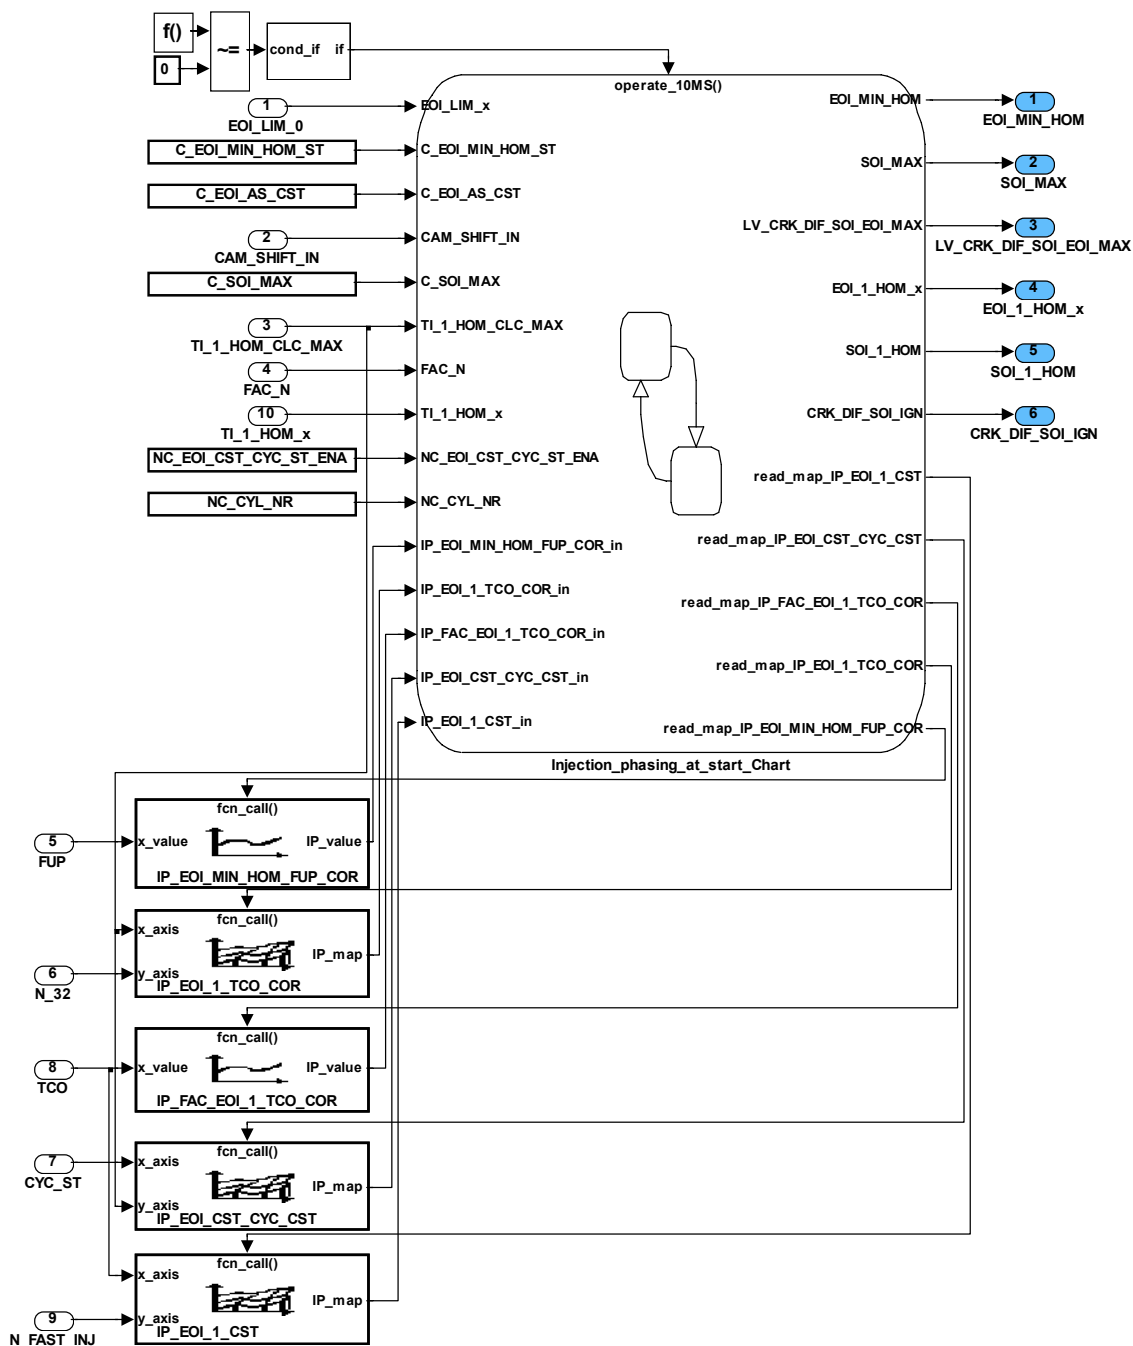 f()
0
~=
cond_if if
operate_10MS()
1
EOI_LIM_0
C_EOI_MIN_HOM_ST
C_EOI_AS_CST
2
CAM_SHIFT_IN
C_SOI_MAX
3
TI_1_HOM_CLC_MAX
4
FAC_N
10
TI_1_HOM_x
NC_EOI_CST_CYC_ST_ENA
NC_CYL_NR
EOI_LIM_x
C_EOI_MIN_HOM_ST
C_EOI_AS_CST
CAM_SHIFT_IN
C_SOI_MAX
TI_1_HOM_CLC_MAX
FAC_N
TI_1_HOM_x
NC_EOI_CST_CYC_ST_ENA
NC_CYL_NR
IP_EOI_MIN_HOM_FUP_COR_in
IP_EOI_1_TCO_COR_in
IP_FAC_EOI_1_TCO_COR_in
IP_EOI_CST_CYC_CST_in
IP_EOI_1_CST_in
EOI_MIN_HOM
SOI_MAX
LV_CRK_DIF_SOI_EOI_MAX
EOI_1_HOM_x
SOI_1_HOM
CRK_DIF_SOI_IGN
read_map_IP_EOI_1_CST
read_map_IP_EOI_CST_CYC_CST
read_map_IP_FAC_EOI_1_TCO_COR
read_map_IP_EOI_1_TCO_COR
read_map_IP_EOI_MIN_HOM_FUP_COR
Injection_phasing_at_start_Chart
1
EOI_MIN_HOM
2
SOI_MAX
3
LV_CRK_DIF_SOI_EOI_MAX
4
EOI_1_HOM_x
5
SOI_1_HOM
6
CRK_DIF_SOI_IGN
5
FUP
fcn_call()
x_value IP_value
IP_EOI_MIN_HOM_FUP_COR
6
N_32
fcn_call()
x_axis
IP_map
y_axis
IP_EOI_1_TCO_COR
8
TCO
fcn_call()
x_value IP_value
IP_FAC_EOI_1_TCO_COR
7
CYC_ST
fcn_call()
x_axis
IP_map
y_axis
IP_EOI_CST_CYC_CST
9
N_FAST_INJ
fcn_call()
x_axis
IP_map
y_axis
IP_EOI_1_CST